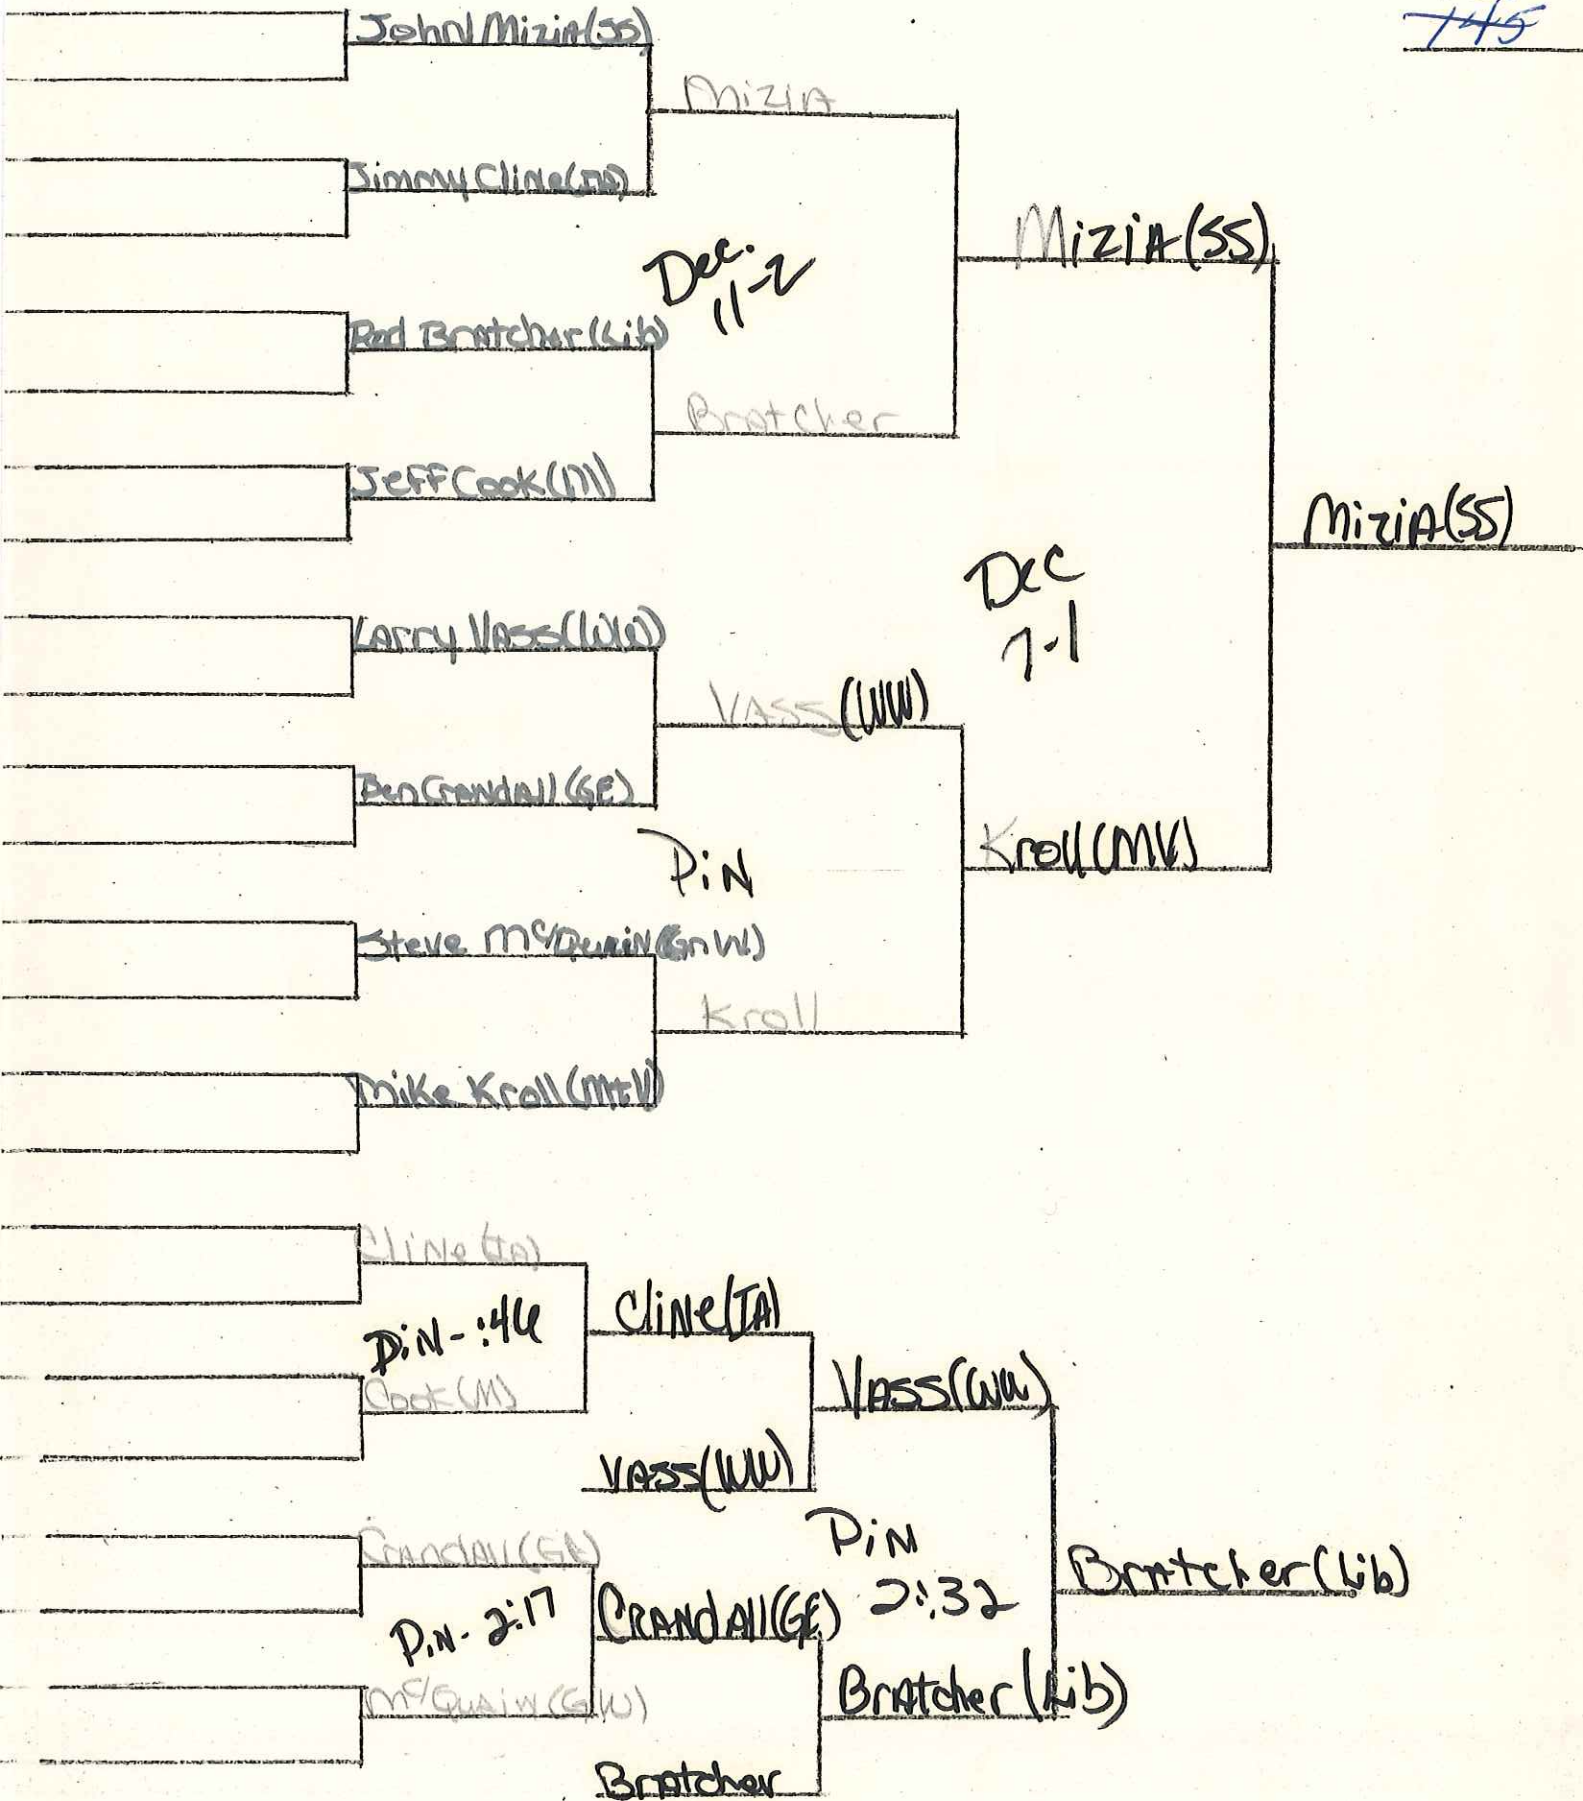 145
John Mizia (SS)
Mizia
Jimmy Cline (IA)
Mizia (SS)
Dec.
11-2
Rod Bratcher (Lib)
Bratcher
Jeff Cook (M)
Mizia (SS)
Dec
7-1
Larry Vass (WW)
Vass (WW)
Ben Crandall (GE)
Kroll (MV)
Pin
Steve McQuain (GnW)
Kroll
Mike Kroll (MtV)
Cline (IA)
Cline (IA)
Pin - :46
Vass (WW)
Cook (M)
Vass (WW)
Pin
2:32
Crandall (GE)
Bratcher (Lib)
Pin - 2:17
Crandall (GE)
McQuain (GW)
Bratcher (Lib)
Bratcher